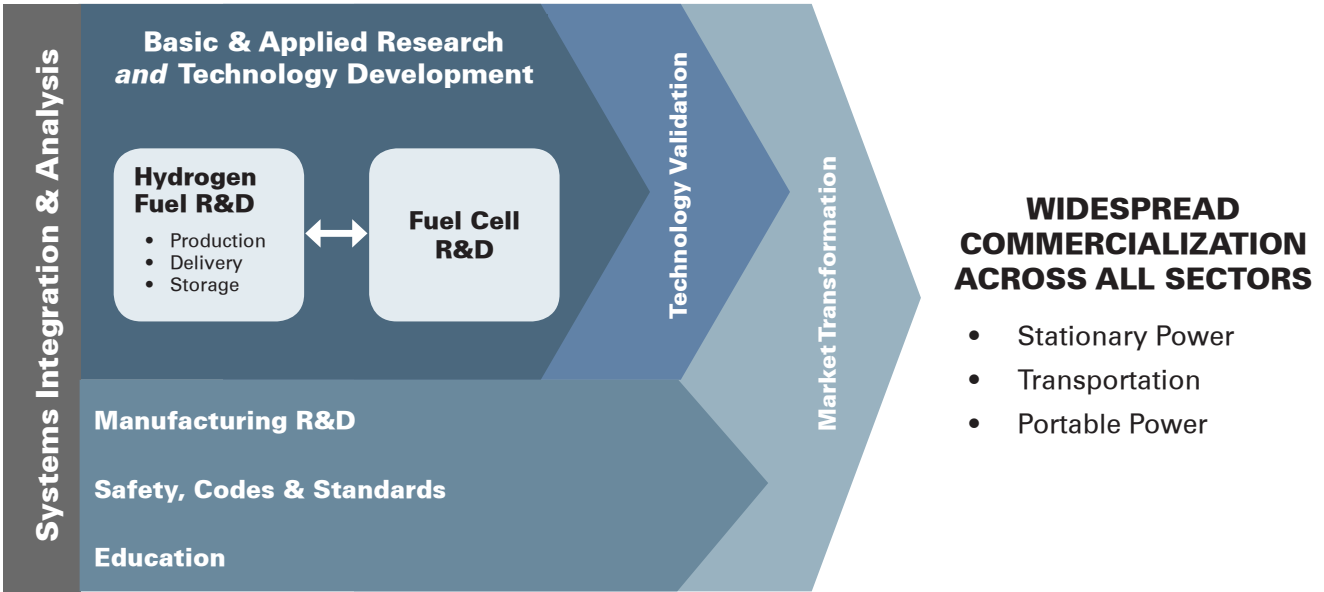 Systems Integration & Analysis
Basic & Applied Research
and Technology Development
Hydrogen
Fuel R&D
• Production
• Delivery
• Storage
Fuel Cell
R&D
Technology Validation
Market Transformation
Manufacturing R&D
Safety, Codes & Standards
Education
WIDESPREAD
COMMERCIALIZATION
ACROSS ALL SECTORS
• Stationary Power
• Transportation
• Portable Power